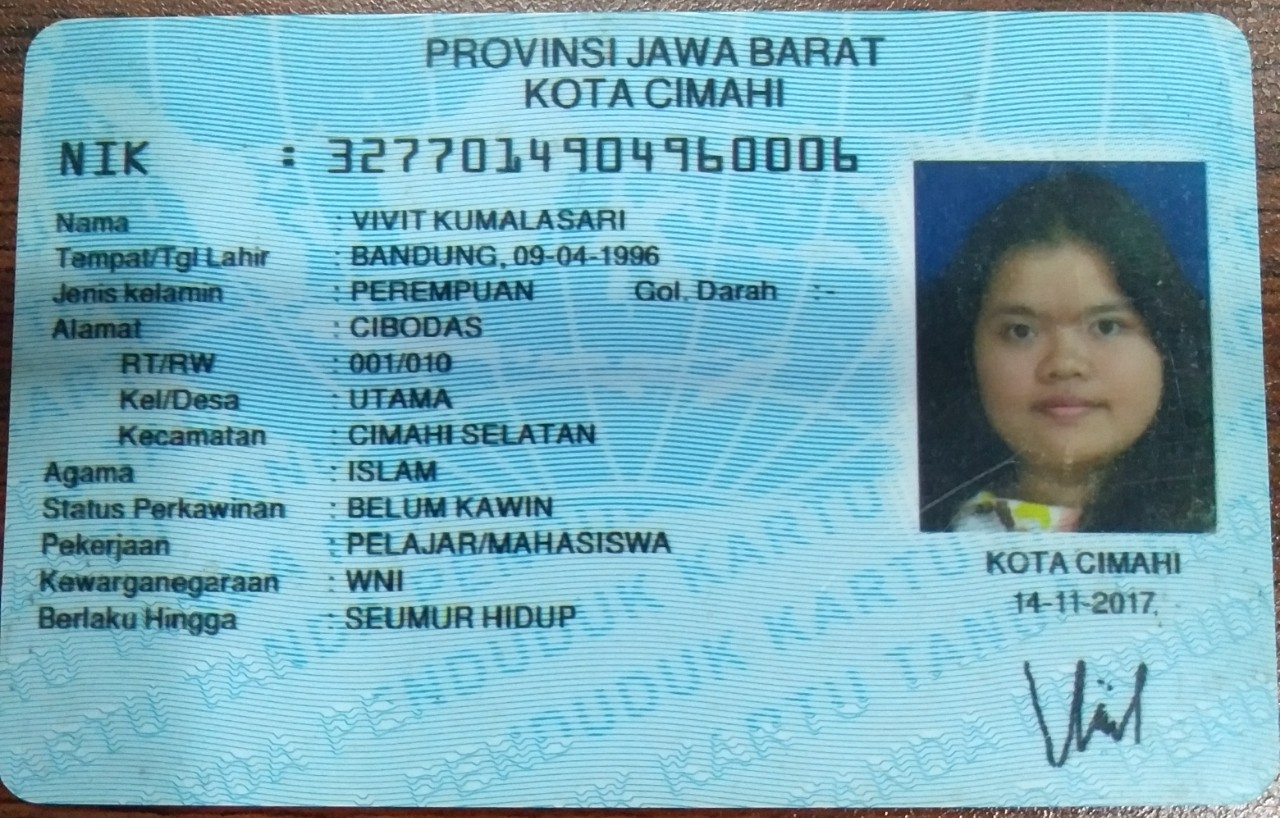 PROVINSI JAWA BARAT
KOTA CIMAHI
NIK : 3277014904960006
Nama : VIVIT KUMALASARI
Tempat/Tgl Lahir : BANDUNG, 09-04-1996
Jenis kelamin : PEREMPUAN Gol. Darah :-
Alamat : CIBODAS
RT/RW : 001/010
Kel/Desa : UTAMA
Kecamatan : CIMAHI SELATAN
Agama : ISLAM
Status Perkawinan : BELUM KAWIN
Pekerjaan : PELAJAR/MAHASISWA
Kewarganegaraan : WNI
Berlaku Hingga : SEUMUR HIDUP
KOTA CIMAHI
14-11-2017